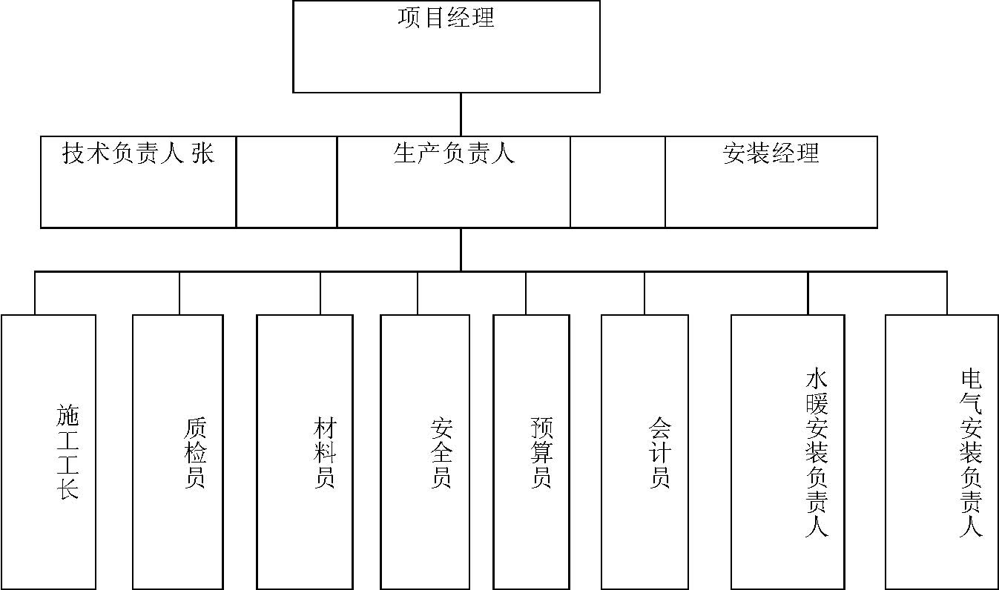 项目经理
技术负责人 张
生产负责人
安装经理
施工工长
质检员
材料员
安全员
预算员
会计员
水暖安装负责人
电气安装负责人